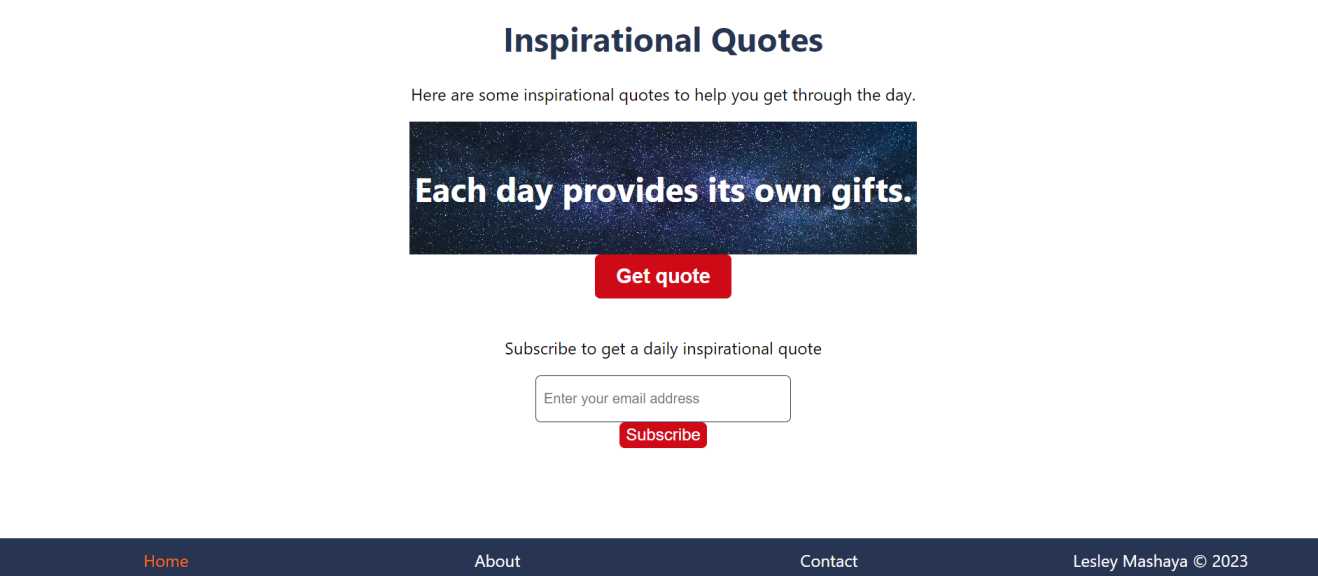 Inspirational Quotes
Here are some inspirational quotes to help you get through the day.
Each day provides its own gifts.
Get quote
Subscribe to get a daily inspirational quote
Enter your email address
Subscribe
Home About Contact Lesley Mashaya © 2023